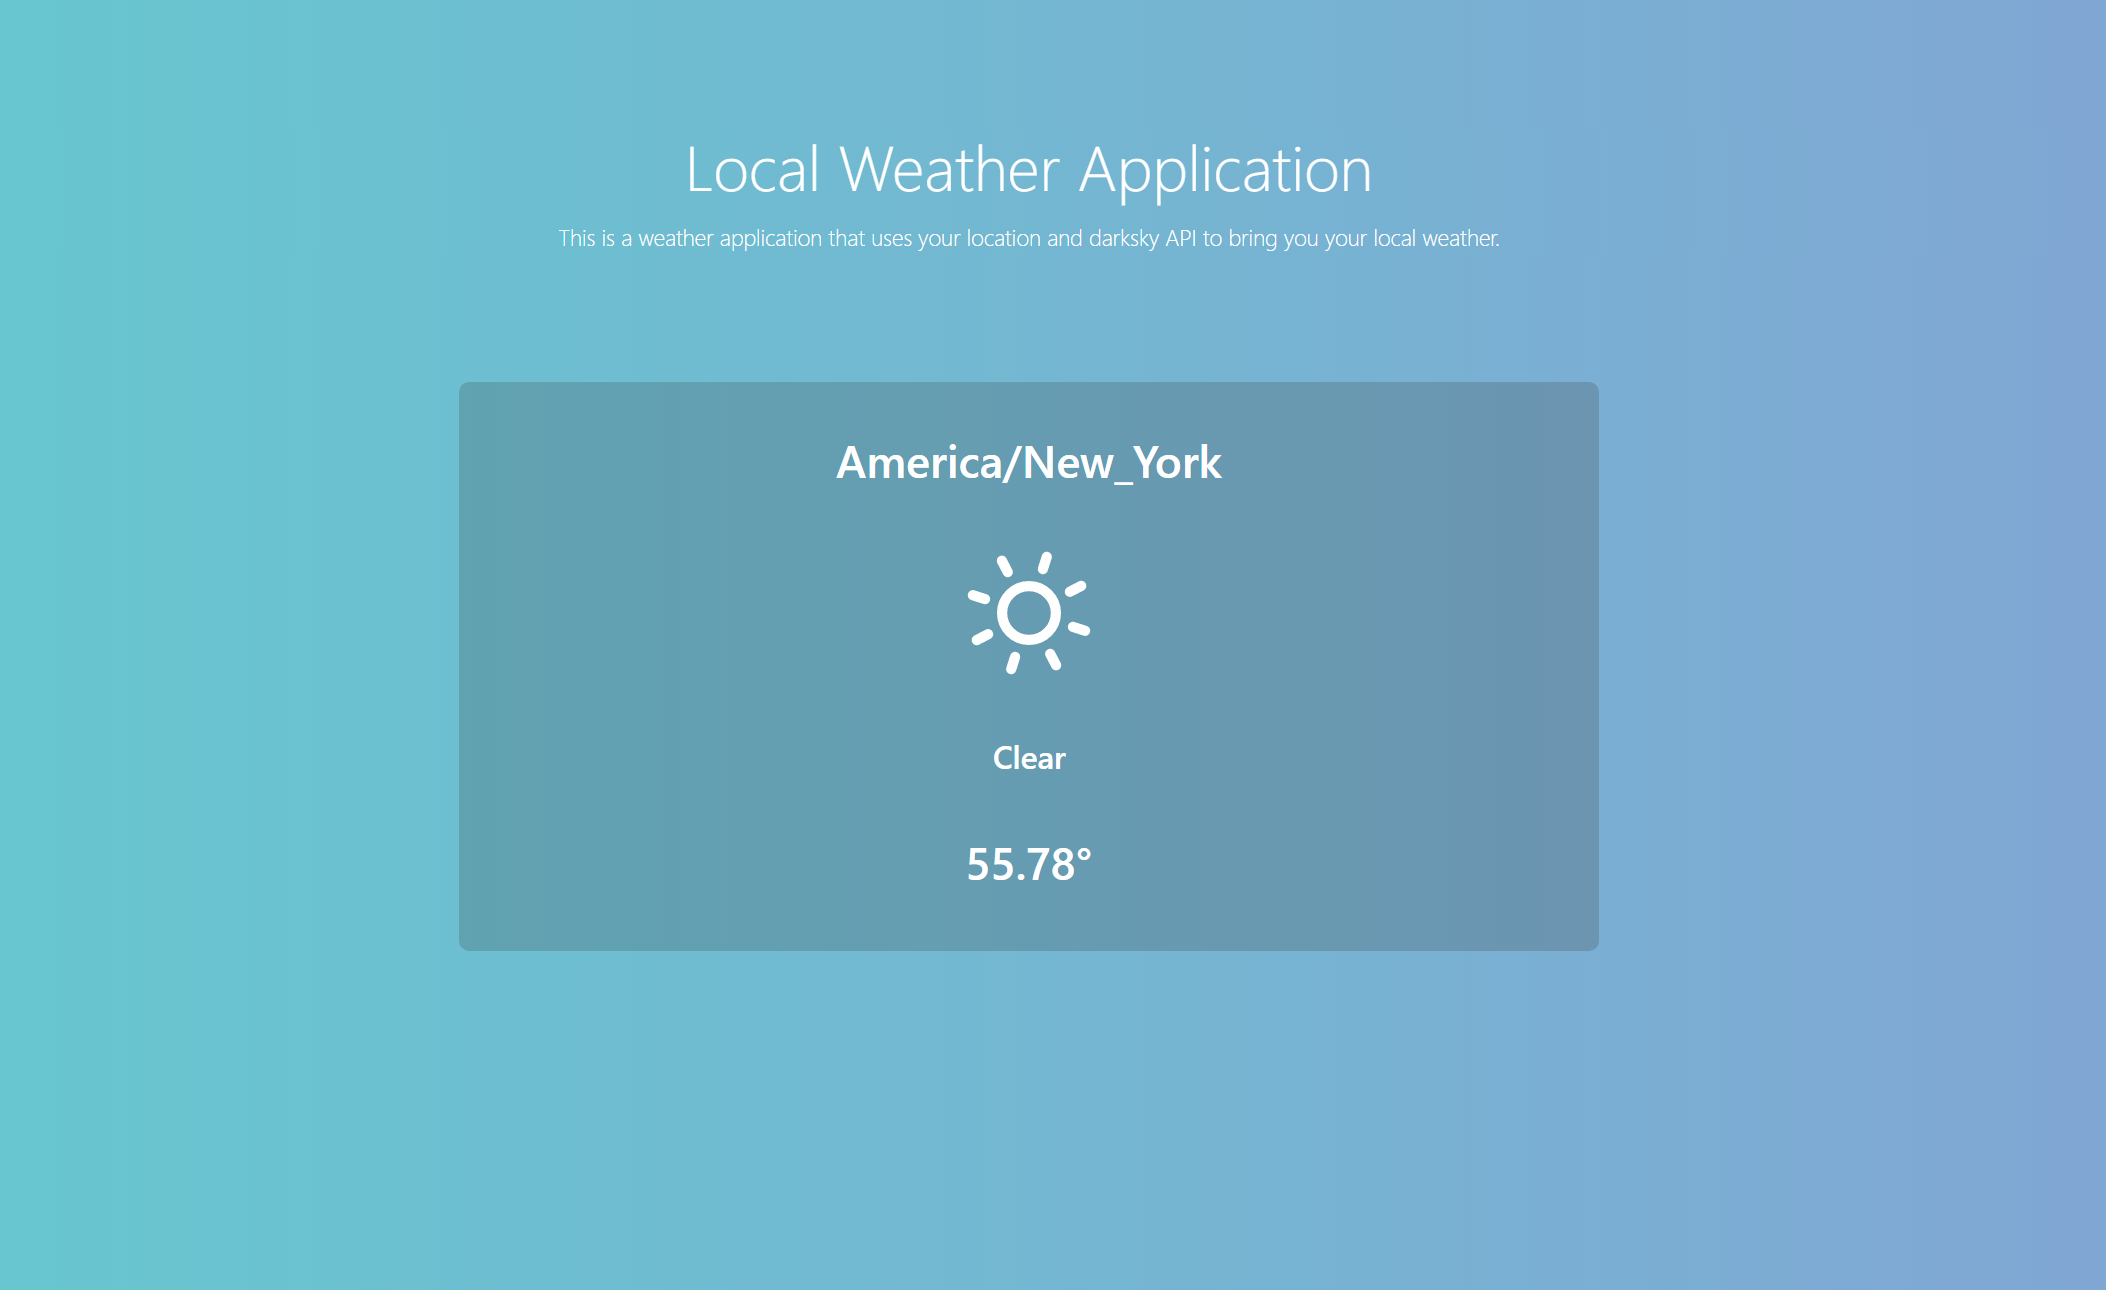 Local Weather Application
This is a weather application that uses your location and darksky API to bring you your local weather.
America/New_York
Clear
55.78°